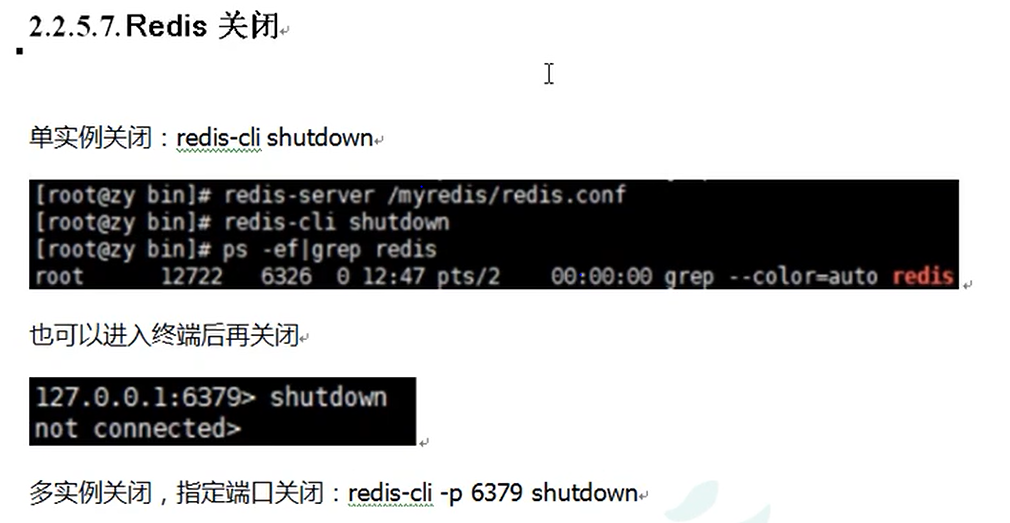 2.2.5.7.Redis 关闭
单实例关闭：redis-cli shutdown
[root@zy bin]# redis-server /myredis/redis.conf
[root@zy bin]# redis-cli shutdown
[root@zy bin]# ps -ef|grep redis
root 12722 6326 0 12:47 pts/2 00:00:00 grep --color=auto redis
也可以进入终端后再关闭
127.0.0.1:6379> shutdown
not connected>
多实例关闭，指定端口关闭：redis-cli -p 6379 shutdown